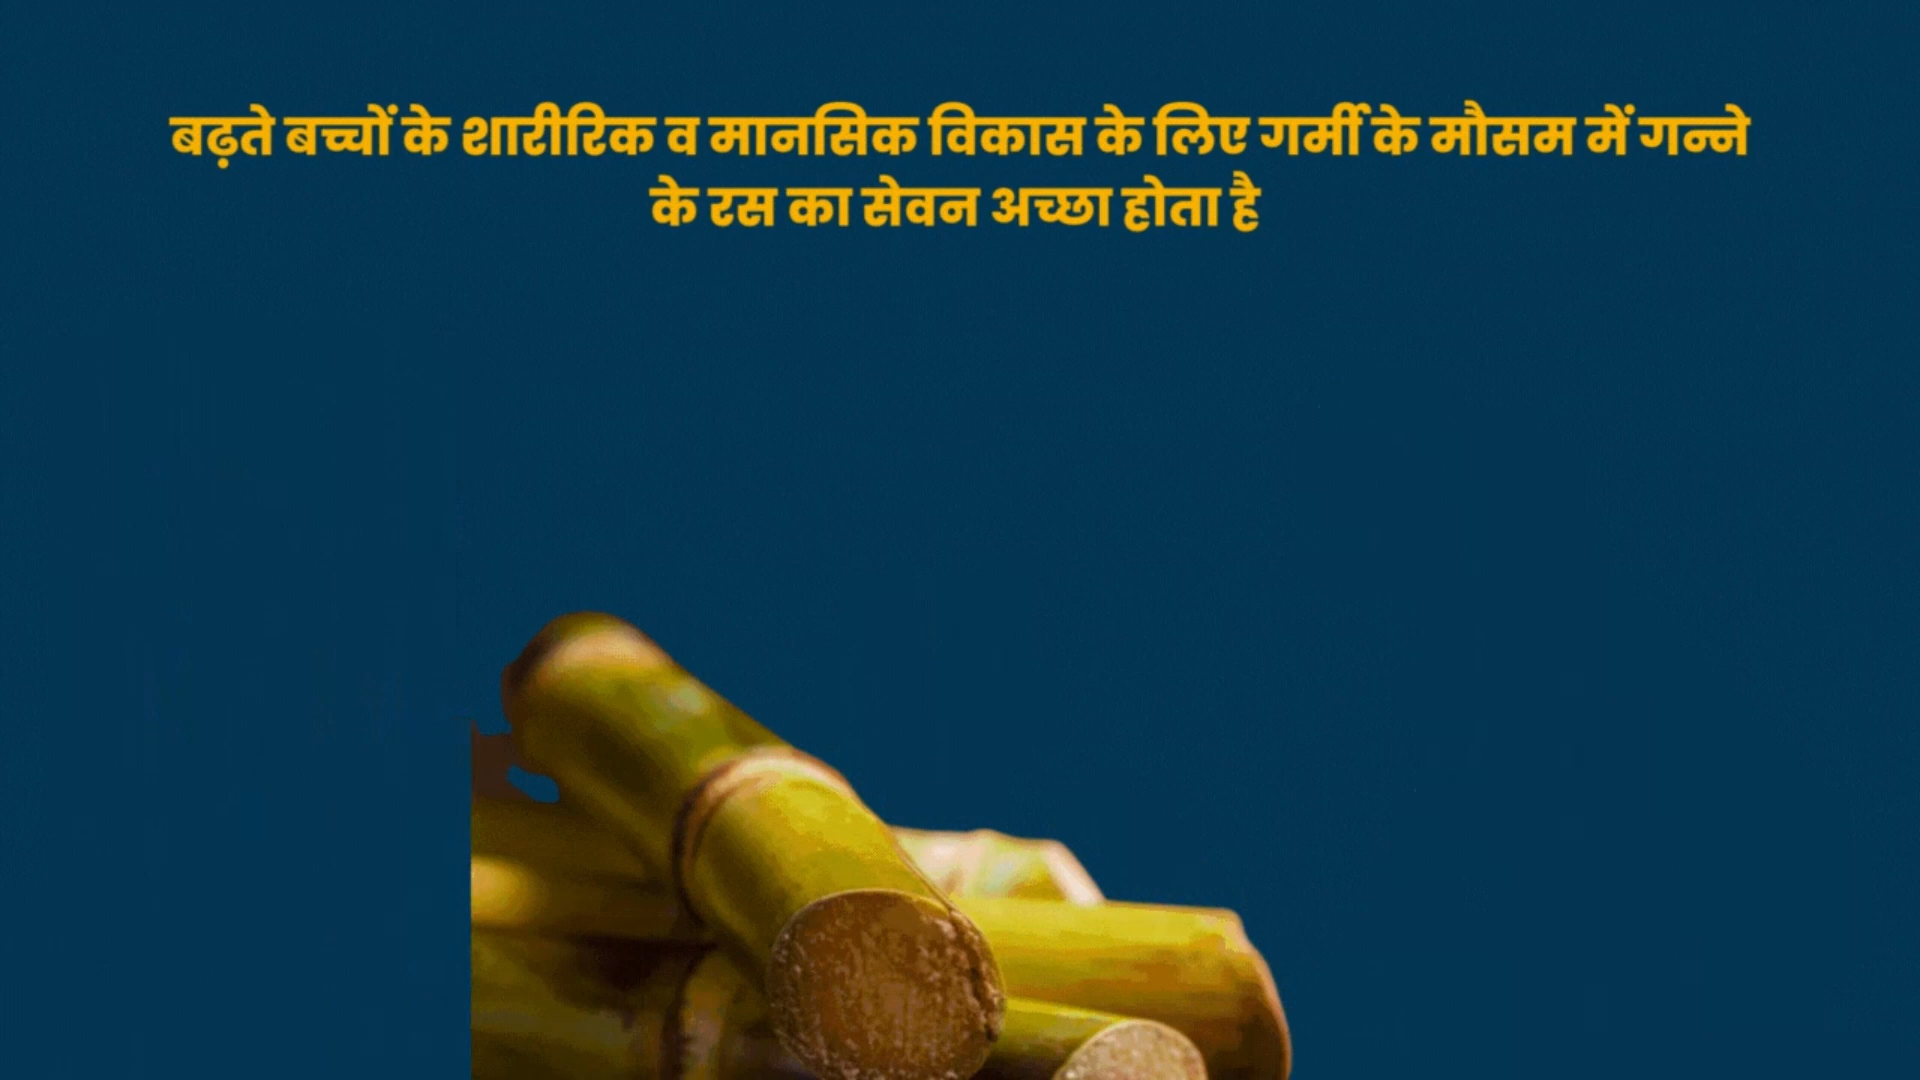 बढ़ते बच्चों के शारीरिक व मानसिक विकास के लिए गर्मी के मौसम में गन्ने
के रस का सेवन अच्छा होता है